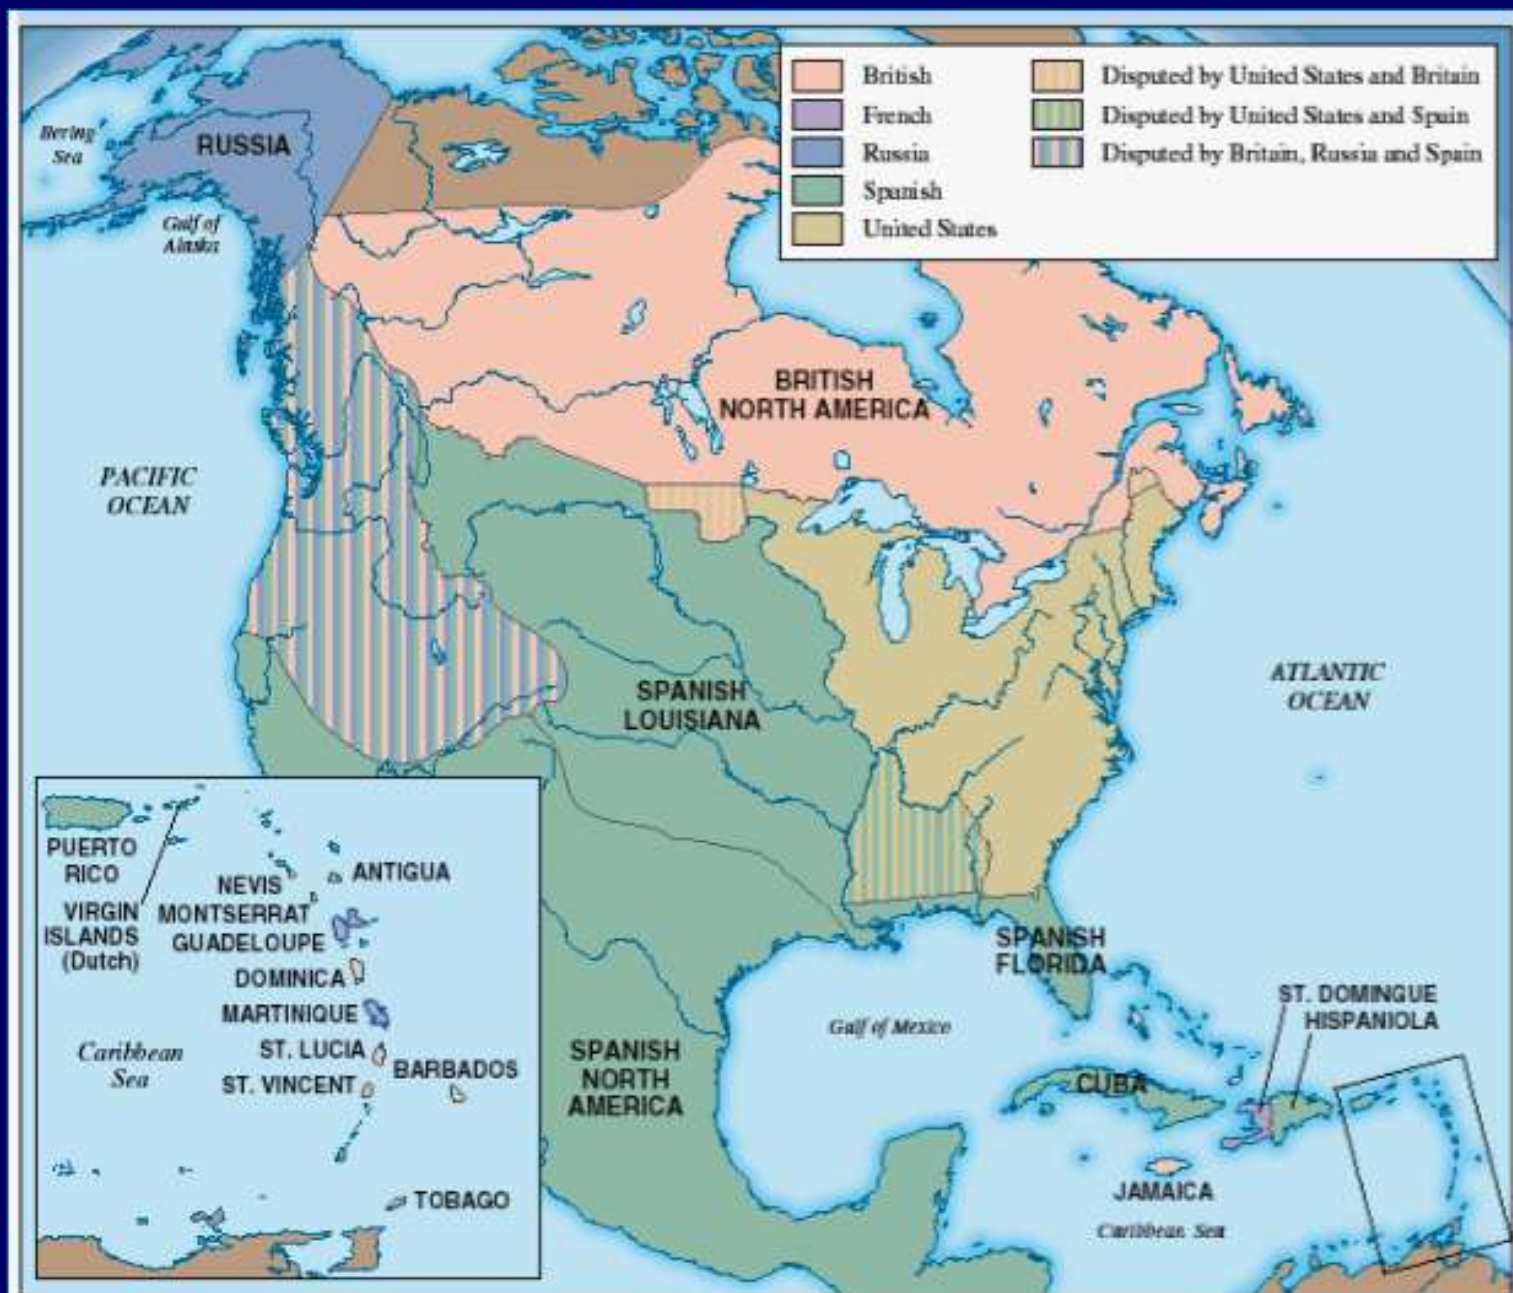 British
French
Russia
Spanish
United States
Disputed by United States and Britain
Disputed by United States and Spain
Disputed by Britain, Russia and Spain
Bering
Sea
RUSSIA
Gulf of
Alaska
BRITISH
NORTH AMERICA
PACIFIC
OCEAN
ATLANTIC
OCEAN
SPANISH
LOUISIANA
SPANISH
FLORIDA
Gulf of Mexico
SPANISH
NORTH
AMERICA
ST. DOMINGUE
HISPANIOLA
CUBA
JAMAICA
Caribbean Sea
PUERTO
RICO
VIRGIN
ISLANDS
(Dutch)
NEVIS
ANTIGUA
MONTSERRAT
GUADELOUPE
DOMINICA
MARTINIQUE
ST. LUCIA
BARBADOS
ST. VINCENT
Caribbean
Sea
TOBAGO